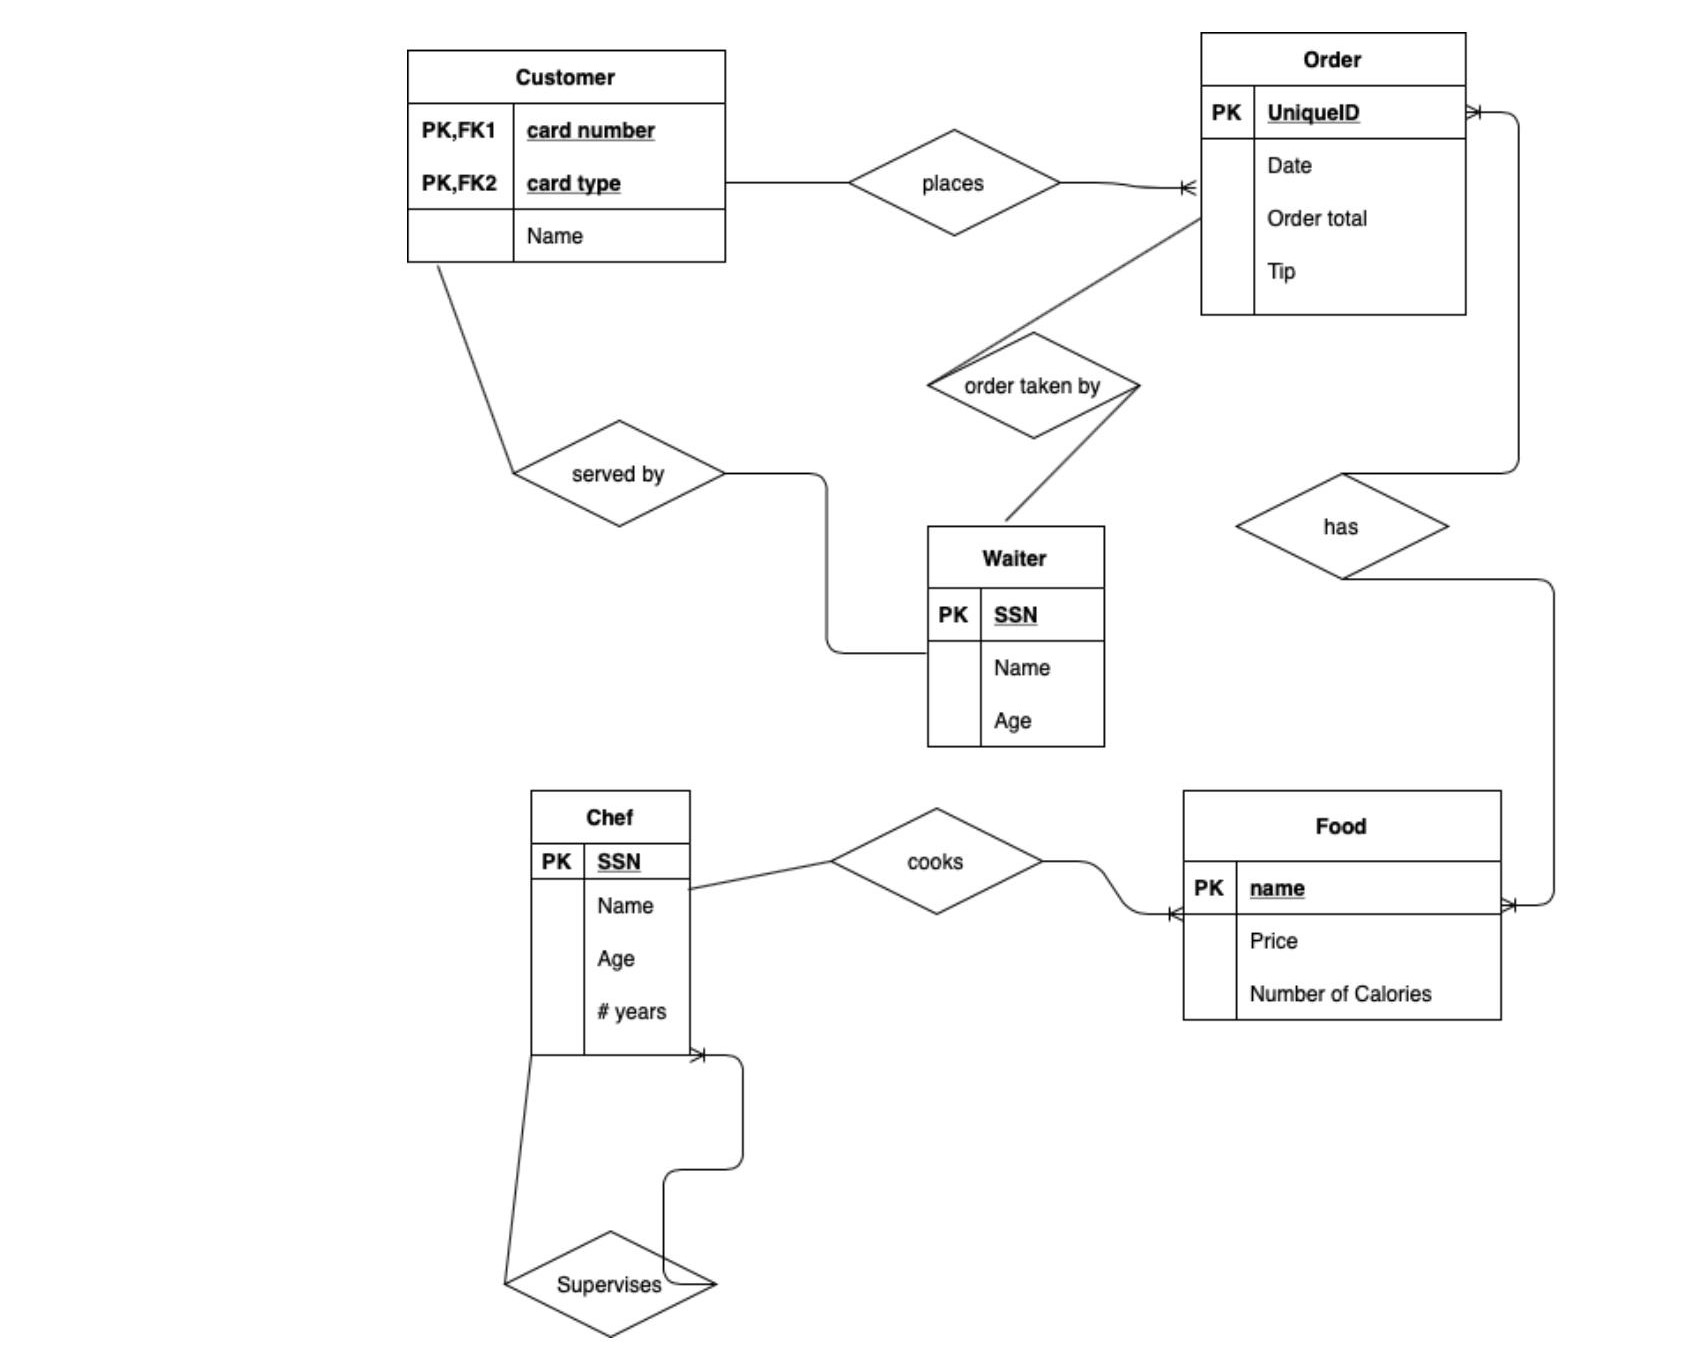 Customer
PK,FK1 card number
PK,FK2 card type
Name
places
Order
PK UniqueID
Date
Order total
Tip
order taken by
served by
has
Waiter
PK SSN
Name
Age
Chef
PK SSN
Name
Age
# years
cooks
Food
PK name
Price
Number of Calories
Supervises